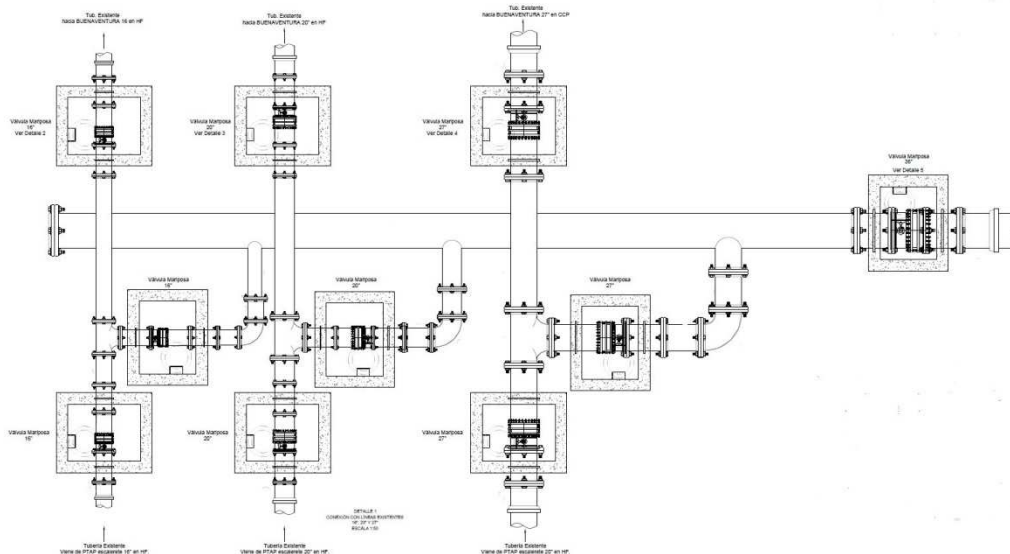 Tub. Existente
hacia BUENAVENTURA 16 en HF
Tub. Existente
hacia BUENAVENTURA 20" en HF
Tub. Existente
hacia BUENAVENTURA 27" en CCP
Válvula Mariposa
16"
Ver Detalle 2
Válvula Mariposa
20"
Ver Detalle 3
Válvula Mariposa
27"
Ver Detalle 4
Válvula Mariposa
36"
Ver Detalle 5
Válvula Mariposa
16"
Válvula Mariposa
20"
Válvula Mariposa
27"
Válvula Mariposa
16"
Válvula Mariposa
20"
Válvula Mariposa
27"
DETALLE 1
CONEXIÓN CON LINEAS EXISTENTES
16", 20" Y 27"
ESCALA 1:50
Tubería Existente
Viene de PTAP escalerete 16" en HF.
Tubería Existente
Viene de PTAP escalerete 20" en HF.
Tubería Existente
Viene de PTAP escalerete 20" en HF.